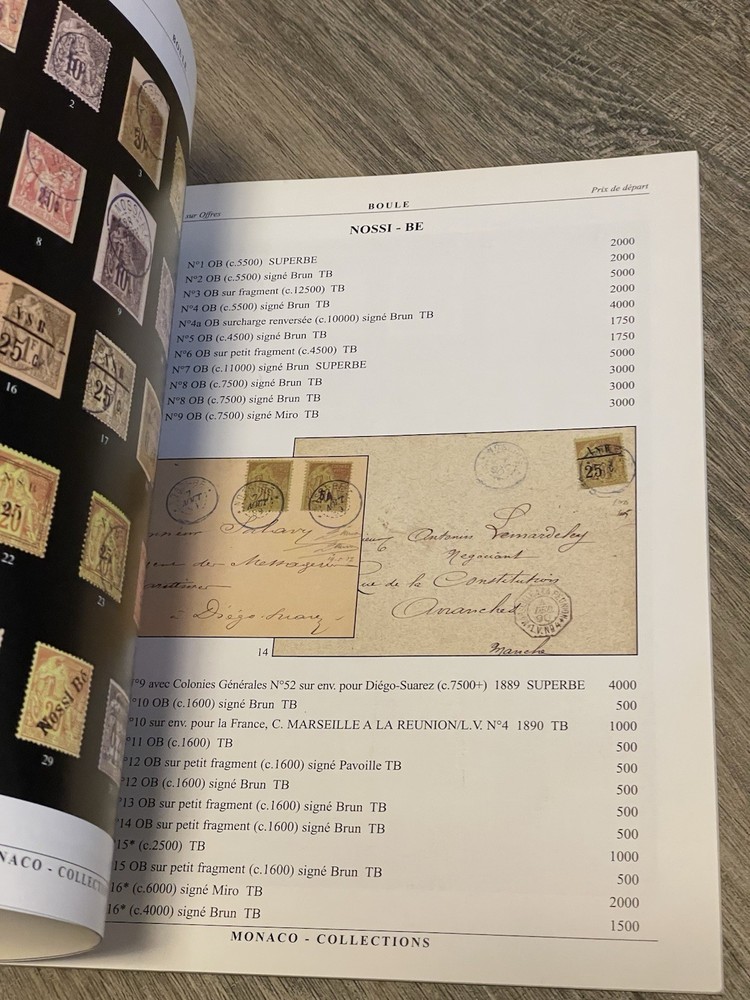 BOULE
2
3
8
9
16
17
22
23
29
NACO - COLLEC
sur Offres
BOULE
Prix de départ
NOSSI - BE
N°1 OB (c.5500) SUPERBE 2000
N°2 OB (c.5500) signé Brun TB 2000
N°3 OB sur fragment (c.12500) TB 5000
N°4 OB (c.5500) signé Brun TB 2000
N°4a OB surcharge renversée (c.10000) signé Brun TB 4000
N°5 OB (c.4500) signé Brun TB 1750
N°6 OB sur petit fragment (c.4500) TB 1750
N°7 OB (c.11000) signé Brun SUPERBE 5000
N°8 OB (c.7500) signé Brun TB 3000
N°8 OB (c.7500) signé Brun TB 3000
N°9 OB (c.7500) signé Miro TB 3000
25
Antonin Lemardeley
Negociant
rue de la Constitution
Avranches
Manche
à Diégo-Suarez
14
°9 avec Colonies Générales N°52 sur env. pour Diégo-Suarez (c.7500+) 1889 SUPERBE 4000
°10 OB (c.1600) signé Brun TB 500
°10 sur env. pour la France, C. MARSEILLE A LA REUNION/L.V. N°4 1890 TB 1000
°11 OB (c.1600) TB 500
°12 OB sur petit fragment (c.1600) signé Pavoille TB 500
°12 OB (c.1600) signé Brun TB 500
°13 OB sur petit fragment (c.1600) signé Brun TB 500
°14 OB sur petit fragment (c.1600) signé Brun TB 500
°15* (c.2500) TB 1000
15 OB sur petit fragment (c.1600) signé Brun TB 500
16* (c.6000) signé Miro TB 2000
16* (c.4000) signé Brun TB 1500
MONACO - COLLECTIONS